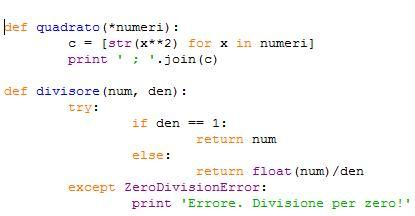 def quadrato(*numeri):
c = [str(x**2) for x in numeri]
print ' ; '.join(c)
def divisore(num, den):
try:
if den == 1:
return num
else:
return float(num)/den
except ZeroDivisionError:
print 'Errore. Divisione per zero!'